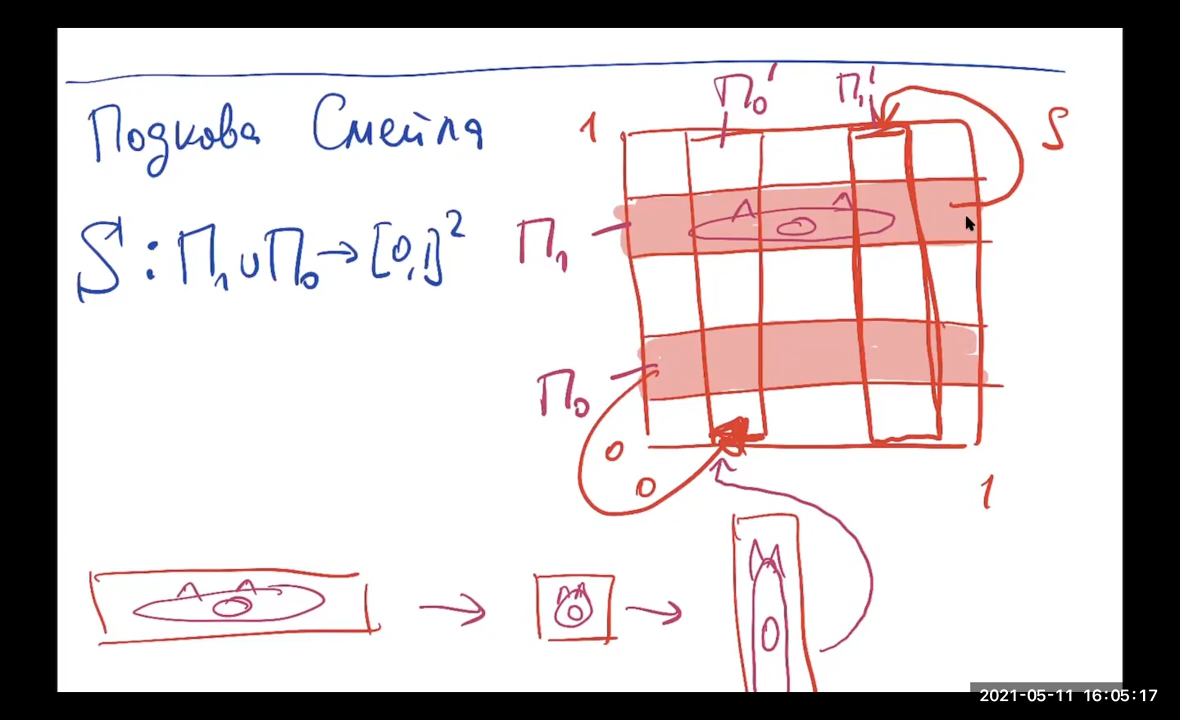 Подкова Смейла
S : П₁ ∪ П₀ → [0,1]²
П₀′
П₁′
1
S
П₁
П₀
0
0
1
2021-05-11 16:05:17